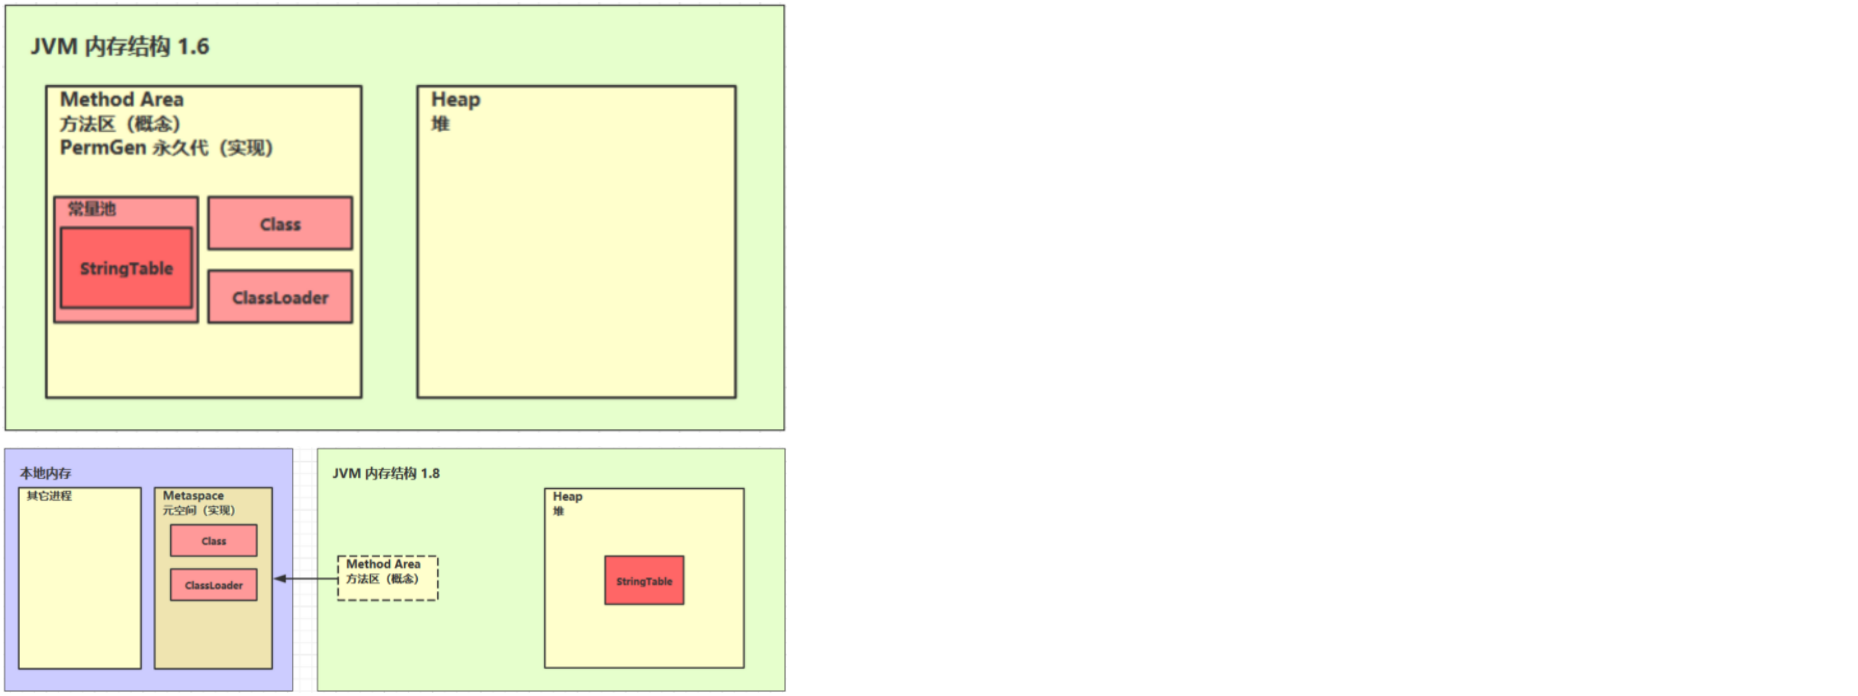 JVM 内存结构 1.6
Method Area
方法区（概念）
PermGen 永久代（实现）
常量池
StringTable
Class
ClassLoader
Heap
堆
本地内存
其它进程
Metaspace
元空间（实现）
Class
ClassLoader
JVM 内存结构 1.8
Method Area
方法区（概念）
Heap
堆
StringTable